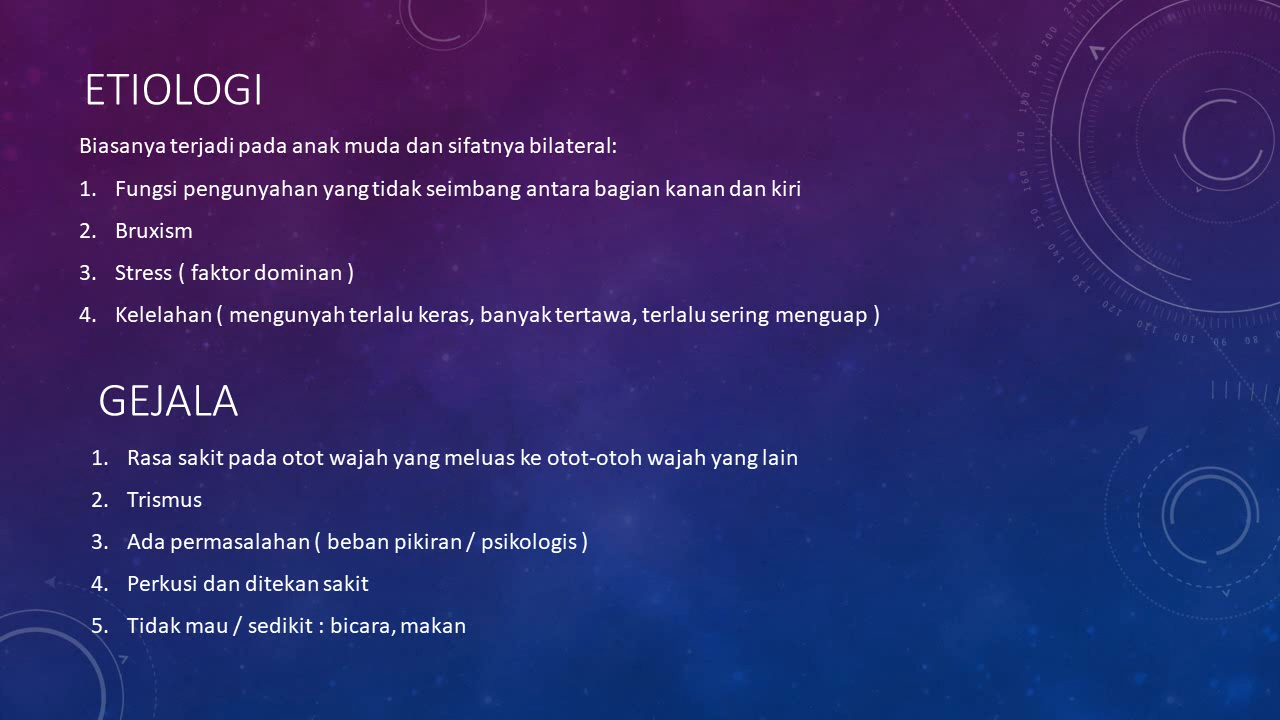 ETIOLOGI
Biasanya terjadi pada anak muda dan sifatnya bilateral:
1. Fungsi pengunyahan yang tidak seimbang antara bagian kanan dan kiri
2. Bruxism
3. Stress ( faktor dominan )
4. Kelelahan ( mengunyah terlalu keras, banyak tertawa, terlalu sering menguap )
GEJALA
1. Rasa sakit pada otot wajah yang meluas ke otot-otoh wajah yang lain
2. Trismus
3. Ada permasalahan ( beban pikiran / psikologis )
4. Perkusi dan ditekan sakit
5. Tidak mau / sedikit : bicara, makan